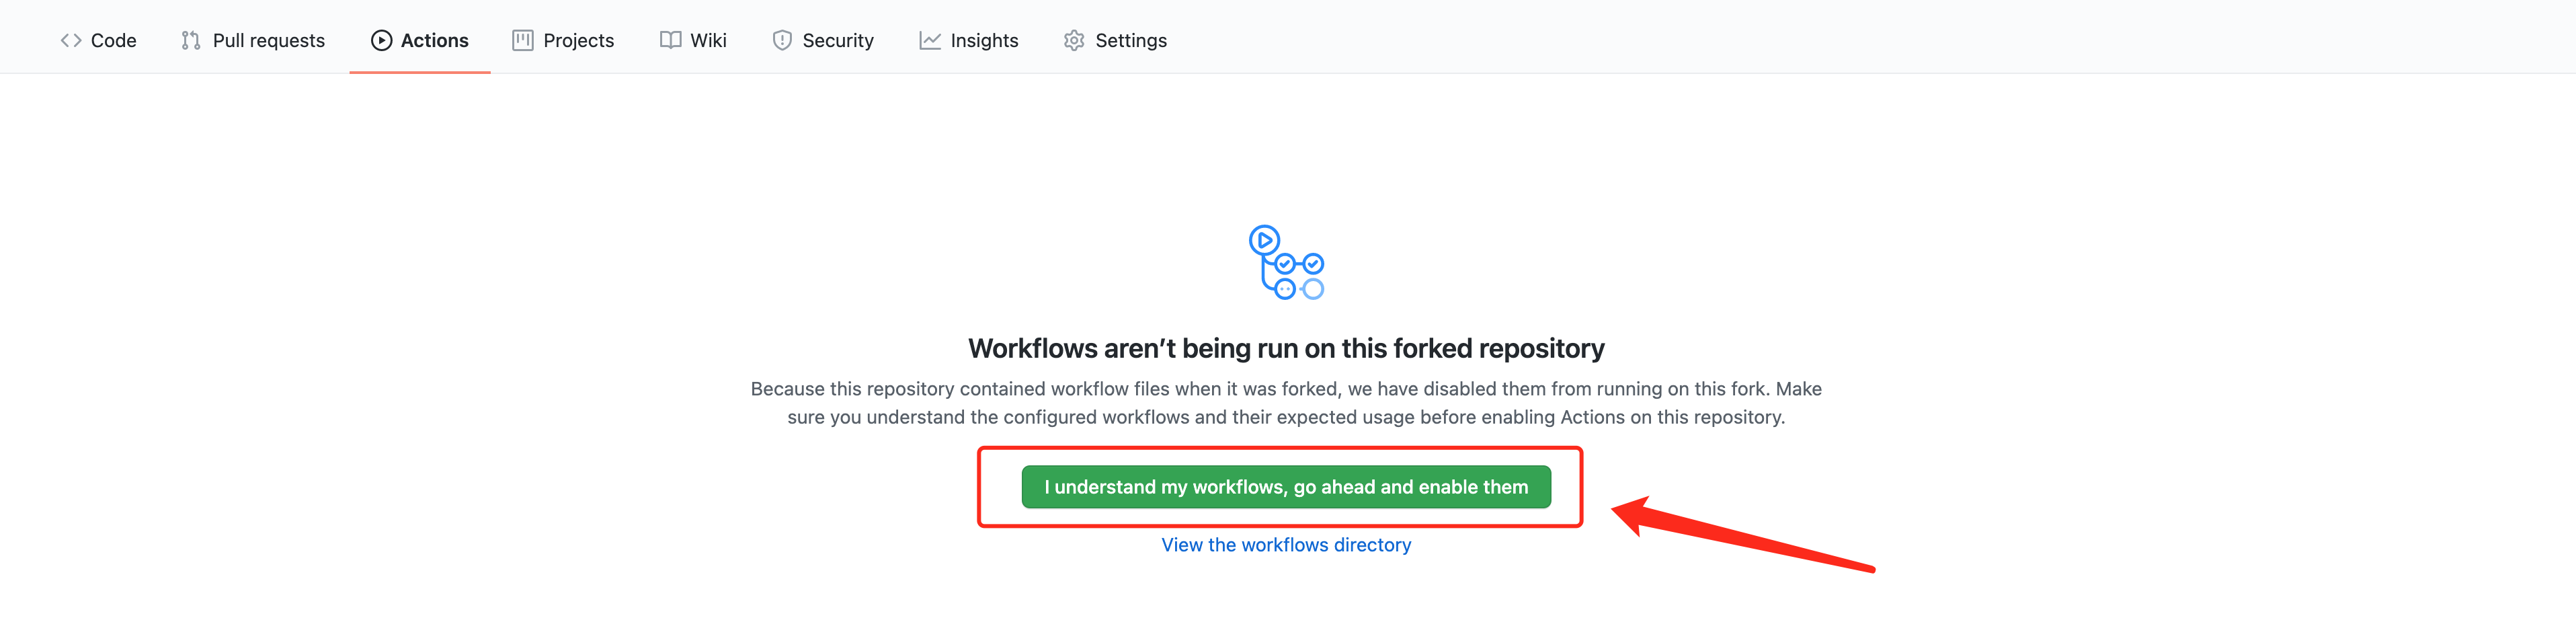 Code Pull requests Actions Projects Wiki Security Insights Settings
Workflows aren’t being run on this forked repository
Because this repository contained workflow files when it was forked, we have disabled them from running on this fork. Make
sure you understand the configured workflows and their expected usage before enabling Actions on this repository.
I understand my workflows, go ahead and enable them
View the workflows directory